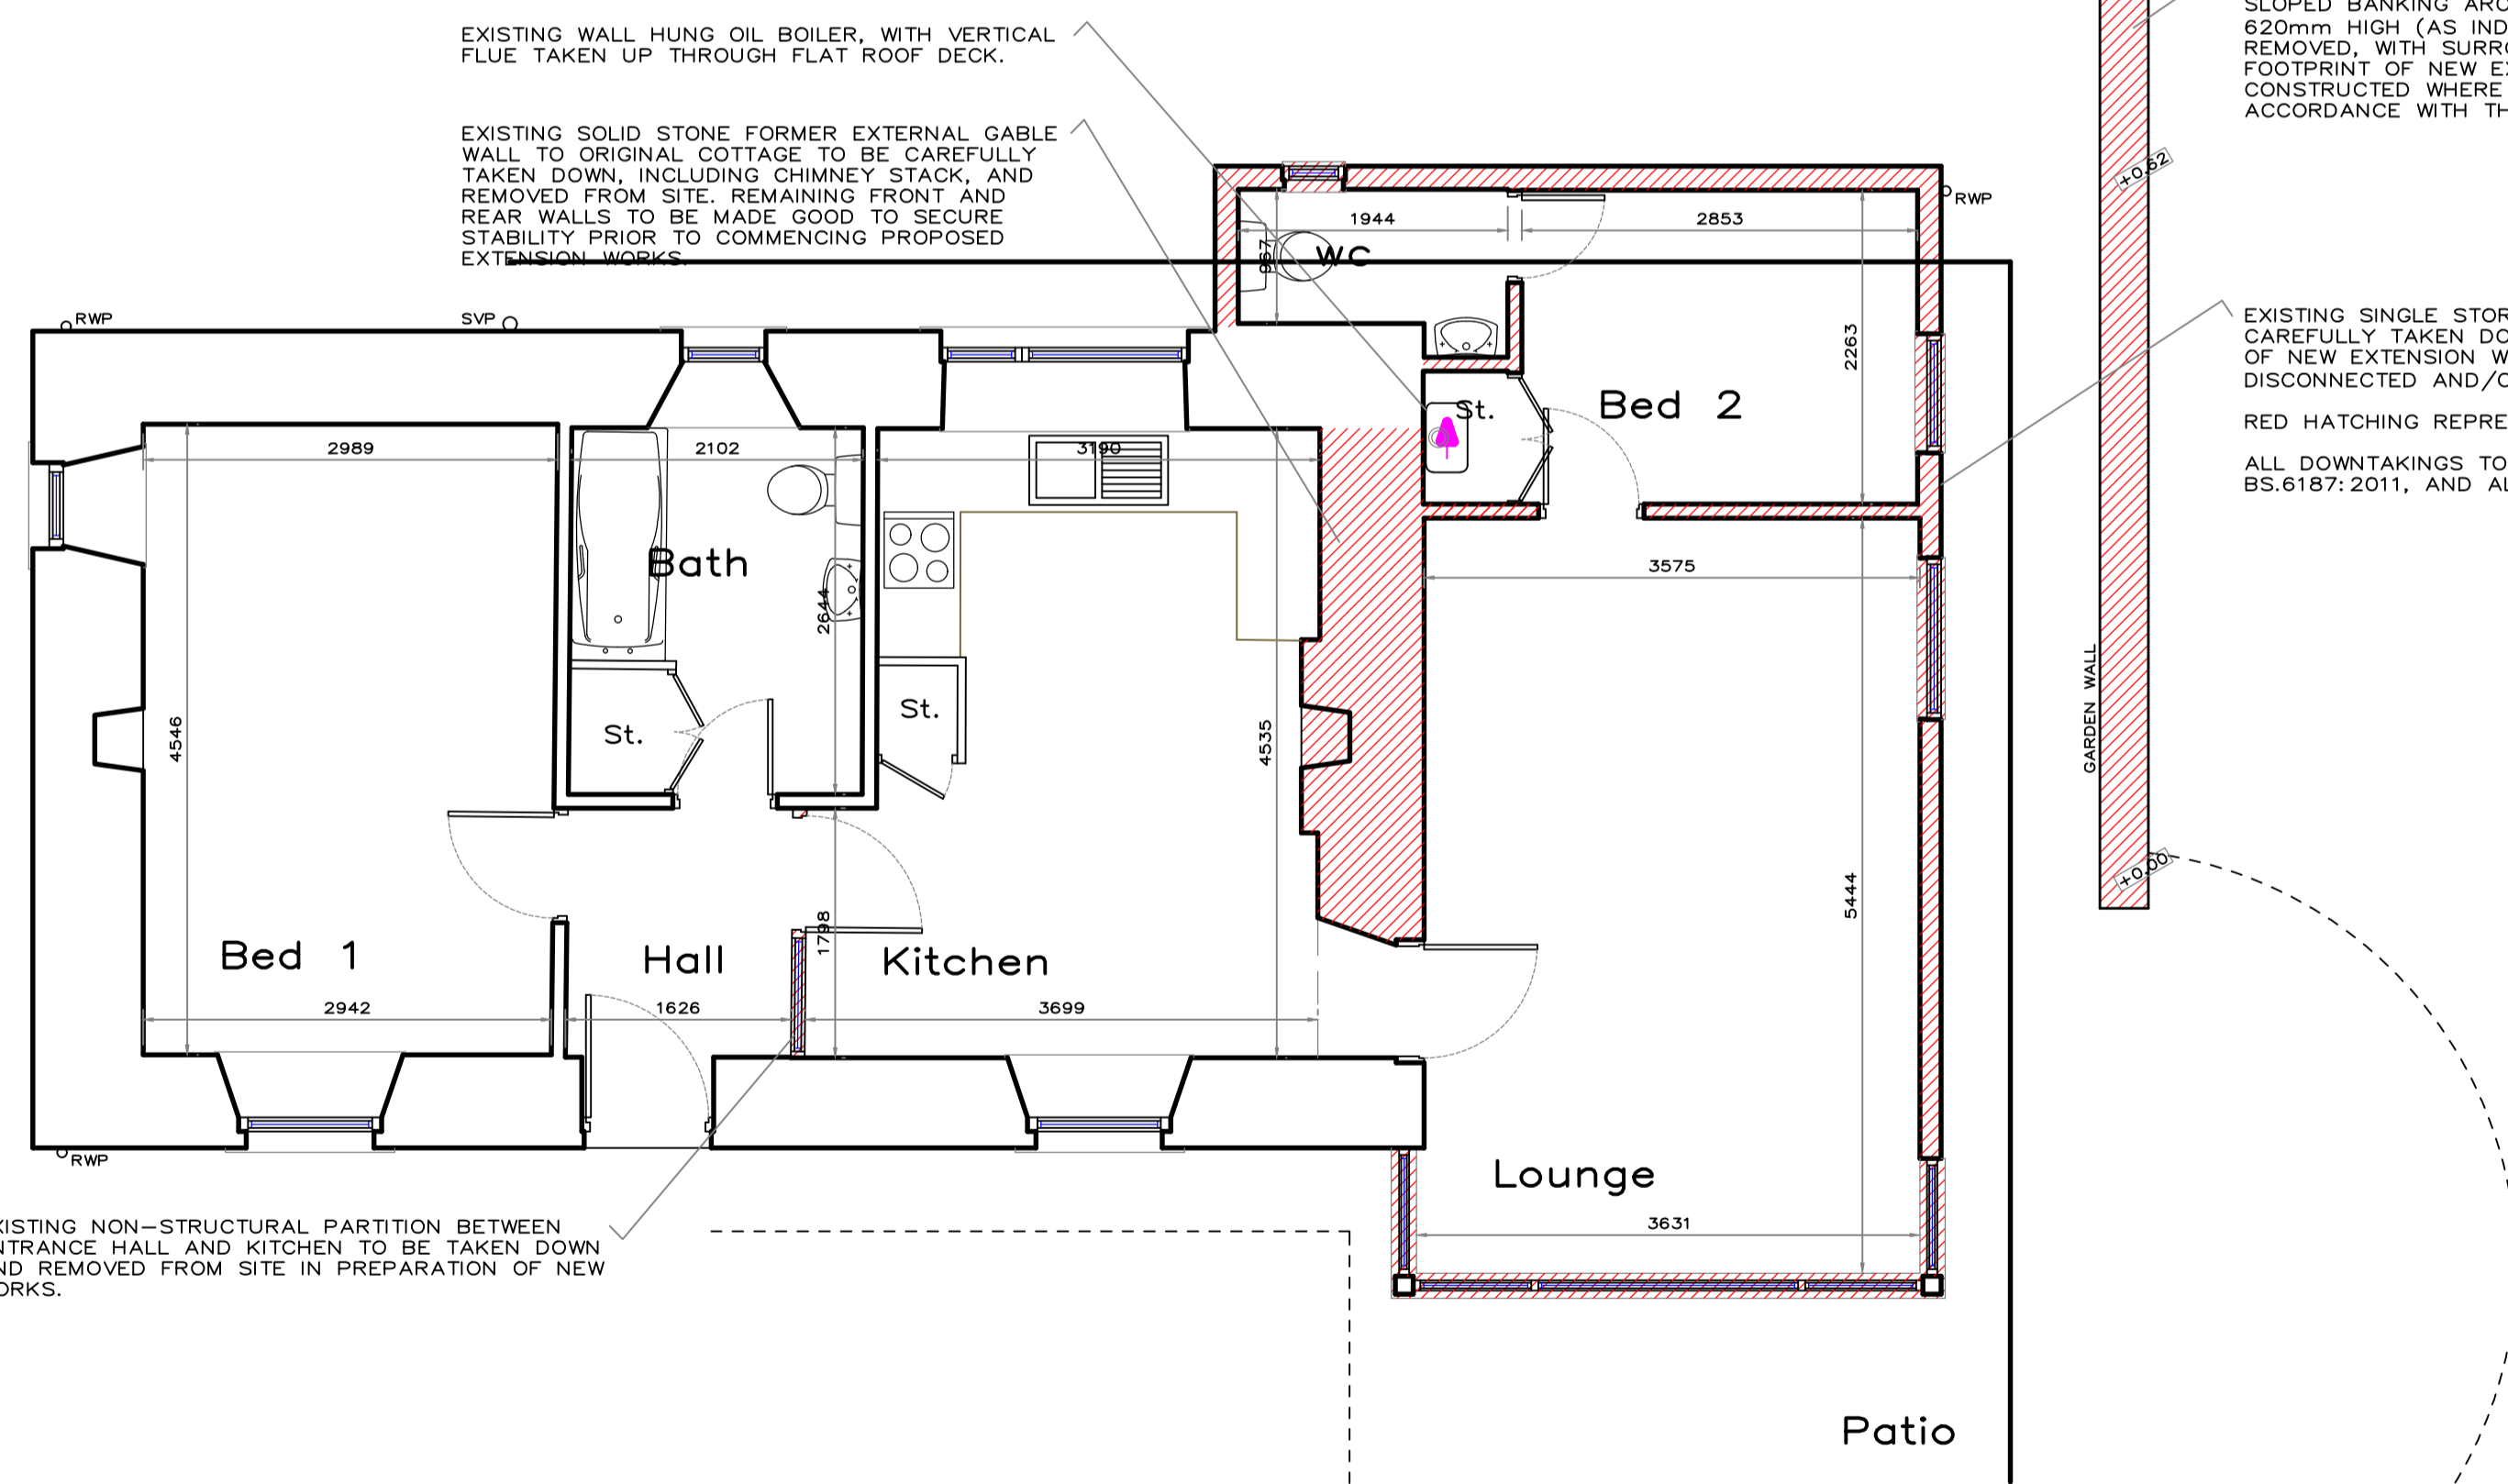 EXISTING WALL HUNG OIL BOILER, WITH VERTICAL
FLUE TAKEN UP THROUGH FLAT ROOF DECK.
EXISTING SOLID STONE FORMER EXTERNAL GABLE
WALL TO ORIGINAL COTTAGE TO BE CAREFULLY
TAKEN DOWN, INCLUDING CHIMNEY STACK, AND
REMOVED FROM SITE. REMAINING FRONT AND
REAR WALLS TO BE MADE GOOD TO SECURE
STABILITY PRIOR TO COMMENCING PROPOSED
EXTENSION WORKS.
SLOPED BANKING ARO
620mm HIGH (AS IND
REMOVED, WITH SURRO
FOOTPRINT OF NEW EX
CONSTRUCTED WHERE
ACCORDANCE WITH TH
+0.62
RWP
1944
2853
967
WC
RWP
SVP
2263
EXISTING SINGLE STOR
CAREFULLY TAKEN DO
OF NEW EXTENSION W
DISCONNECTED AND/O
RED HATCHING REPRE
ALL DOWNTAKINGS TO
BS.6187:2011, AND AL
St.
Bed 2
2989
2102
3190
Bath
2644
3575
St.
St.
4546
4535
GARDEN WALL
5444
+0.00
1798
Bed 1
Hall
Kitchen
2942
1626
3699
RWP
Lounge
3631
XISTING NON-STRUCTURAL PARTITION BETWEEN
NTRANCE HALL AND KITCHEN TO BE TAKEN DOWN
ND REMOVED FROM SITE IN PREPARATION OF NEW
ORKS.
Patio